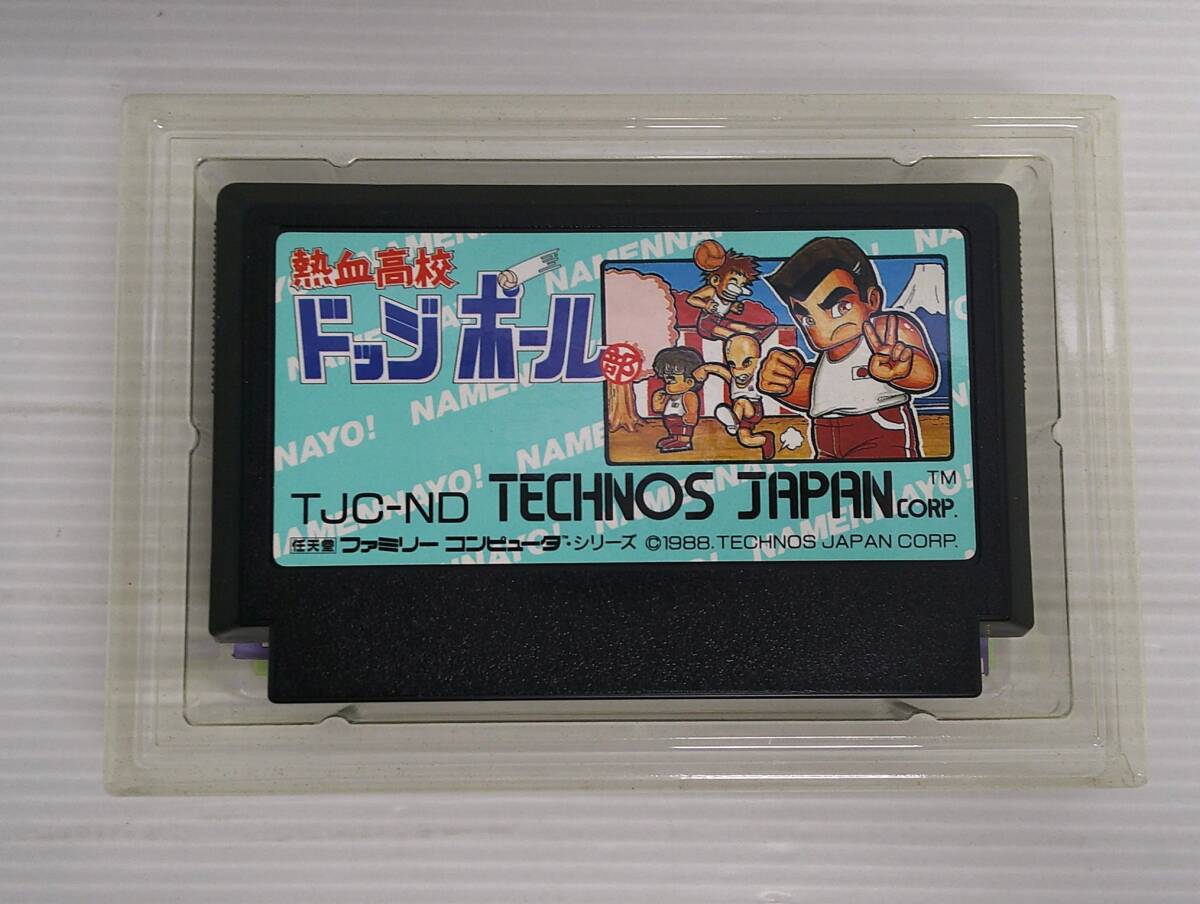 熱血高校
ドッジボール部
NAMENNAYO!
NAYO!
NAMENNAYO!
TJC-ND TECHNOS JAPAN CORP.™
任天堂 ファミリー コンピュータ・シリーズ ©1988. TECHNOS JAPAN CORP.